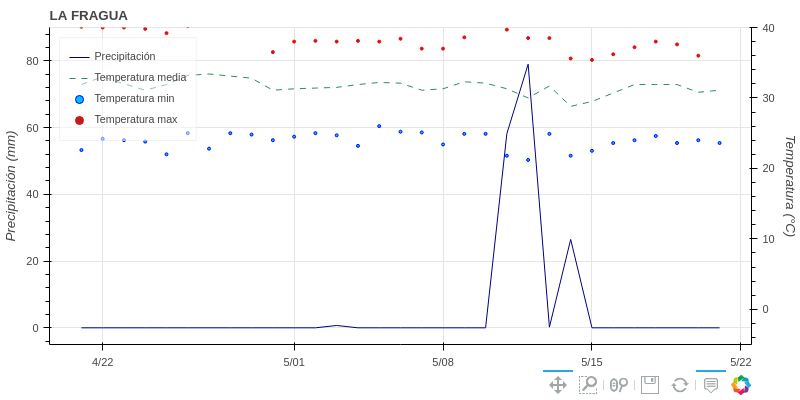 LA FRAGUA
Precipitación
Temperatura media
Temperatura min
Temperatura max
Precipitación (mm)
80
60
40
20
0
Temperatura (°C)
40
30
20
10
0
4/22
5/01
5/08
5/15
5/22